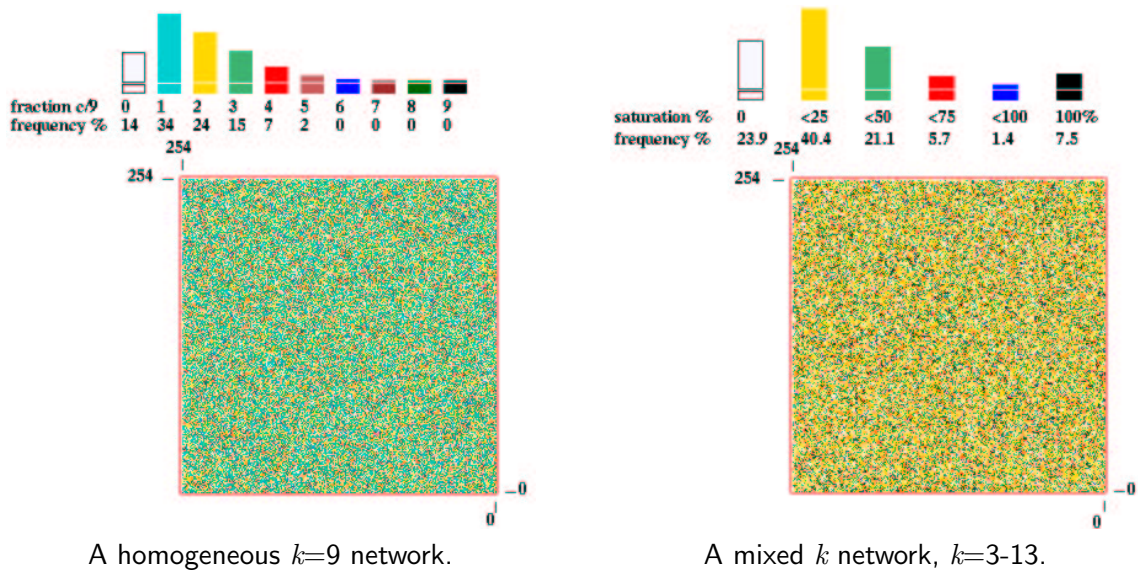 fraction c/9 0 1 2 3 4 5 6 7 8 9
frequency % 14 34 24 15 7 2 0 0 0 0
254
254
0
0
A homogeneous k=9 network.
saturation % 0 <25 <50 <75 <100 100%
frequency % 23.9 40.4 21.1 5.7 1.4 7.5
254
254
0
0
A mixed k network, k=3-13.